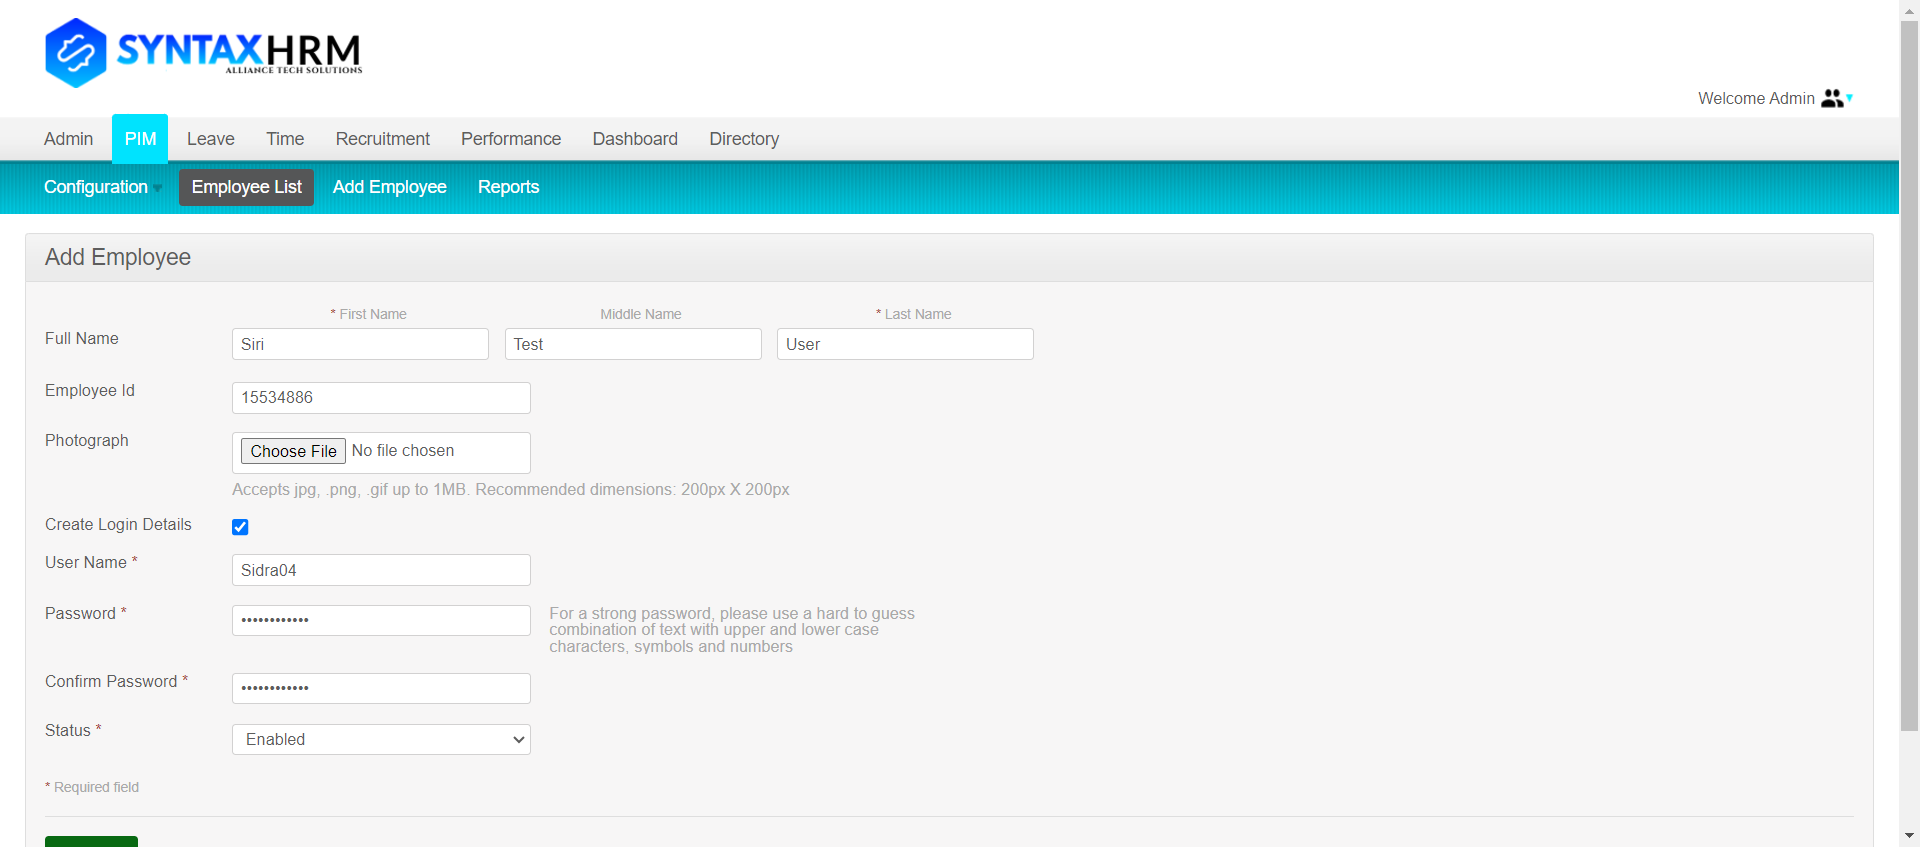 SYNTAXHRM
ALLIANCE TECH SOLUTIONS
Welcome Admin
Admin PIM Leave Time Recruitment Performance Dashboard Directory
Configuration Employee List Add Employee Reports
Add Employee
* First Name Middle Name * Last Name
Full Name Siri Test User
Employee Id 15534886
Photograph Choose File No file chosen
Accepts jpg, .png, .gif up to 1MB. Recommended dimensions: 200px X 200px
Create Login Details
User Name * Sidra04
Password * •••••••••••• For a strong password, please use a hard to guess
combination of text with upper and lower case
characters, symbols and numbers
Confirm Password * ••••••••••••
Status * Enabled
* Required field